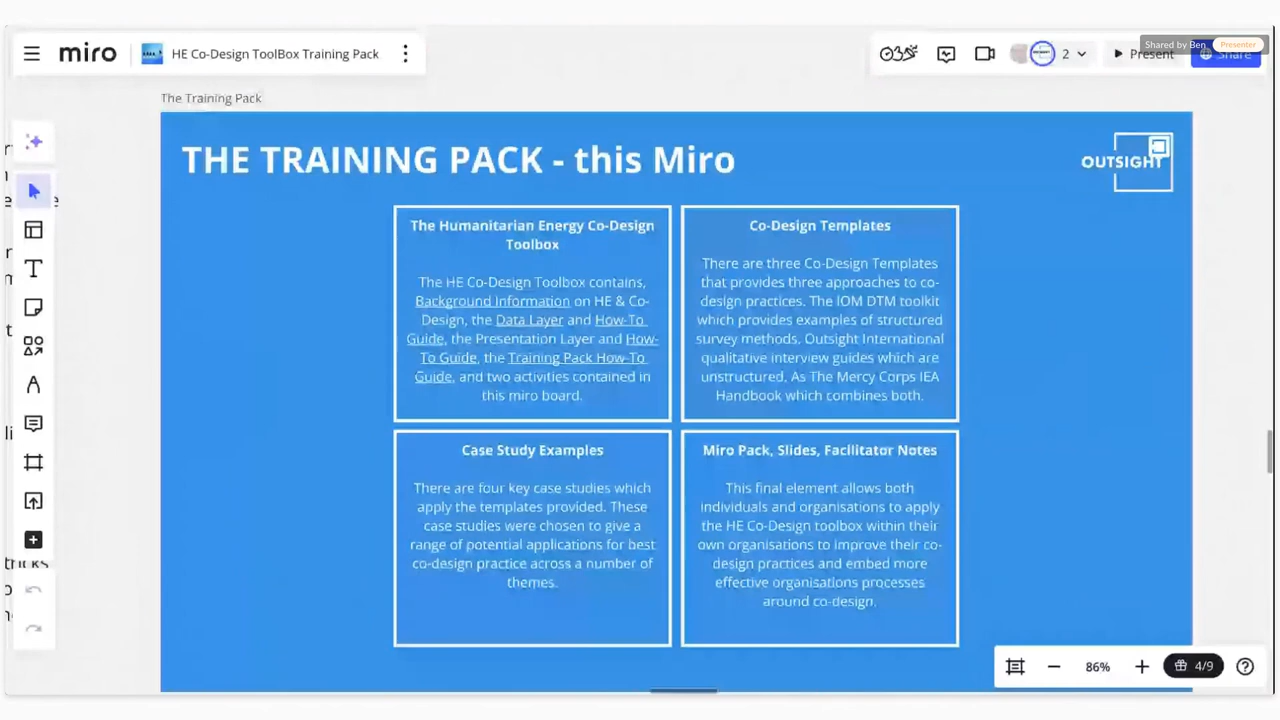 miro
HE Co-Design ToolBox Training Pack
2
Present
Shared by Ben
Presenter
Share
The Training Pack
THE TRAINING PACK - this Miro
OUTSIGHT
The Humanitarian Energy Co-Design
Toolbox
The HE Co-Design Toolbox contains,
Background Information on HE & Co-
Design, the Data Layer and How-To
Guide, the Presentation Layer and How-
To Guide, the Training Pack How-To
Guide, and two activities contained in
this miro board.
Co-Design Templates
There are three Co-Design Templates
that provides three approaches to co-
design practices. The IOM DTM toolkit
which provides examples of structured
survey methods. Outsight International
qualitative interview guides which are
unstructured. As The Mercy Corps IEA
Handbook which combines both.
Case Study Examples
There are four key case studies which
apply the templates provided. These
case studies were chosen to give a
range of potential applications for best
co-design practice across a number of
themes.
Miro Pack, Slides, Facilitator Notes
This final element allows both
individuals and organisations to apply
the HE Co-Design toolbox within their
own organisations to improve their co-
design practices and embed more
effective organisations processes
around co-design.
86%
4/9